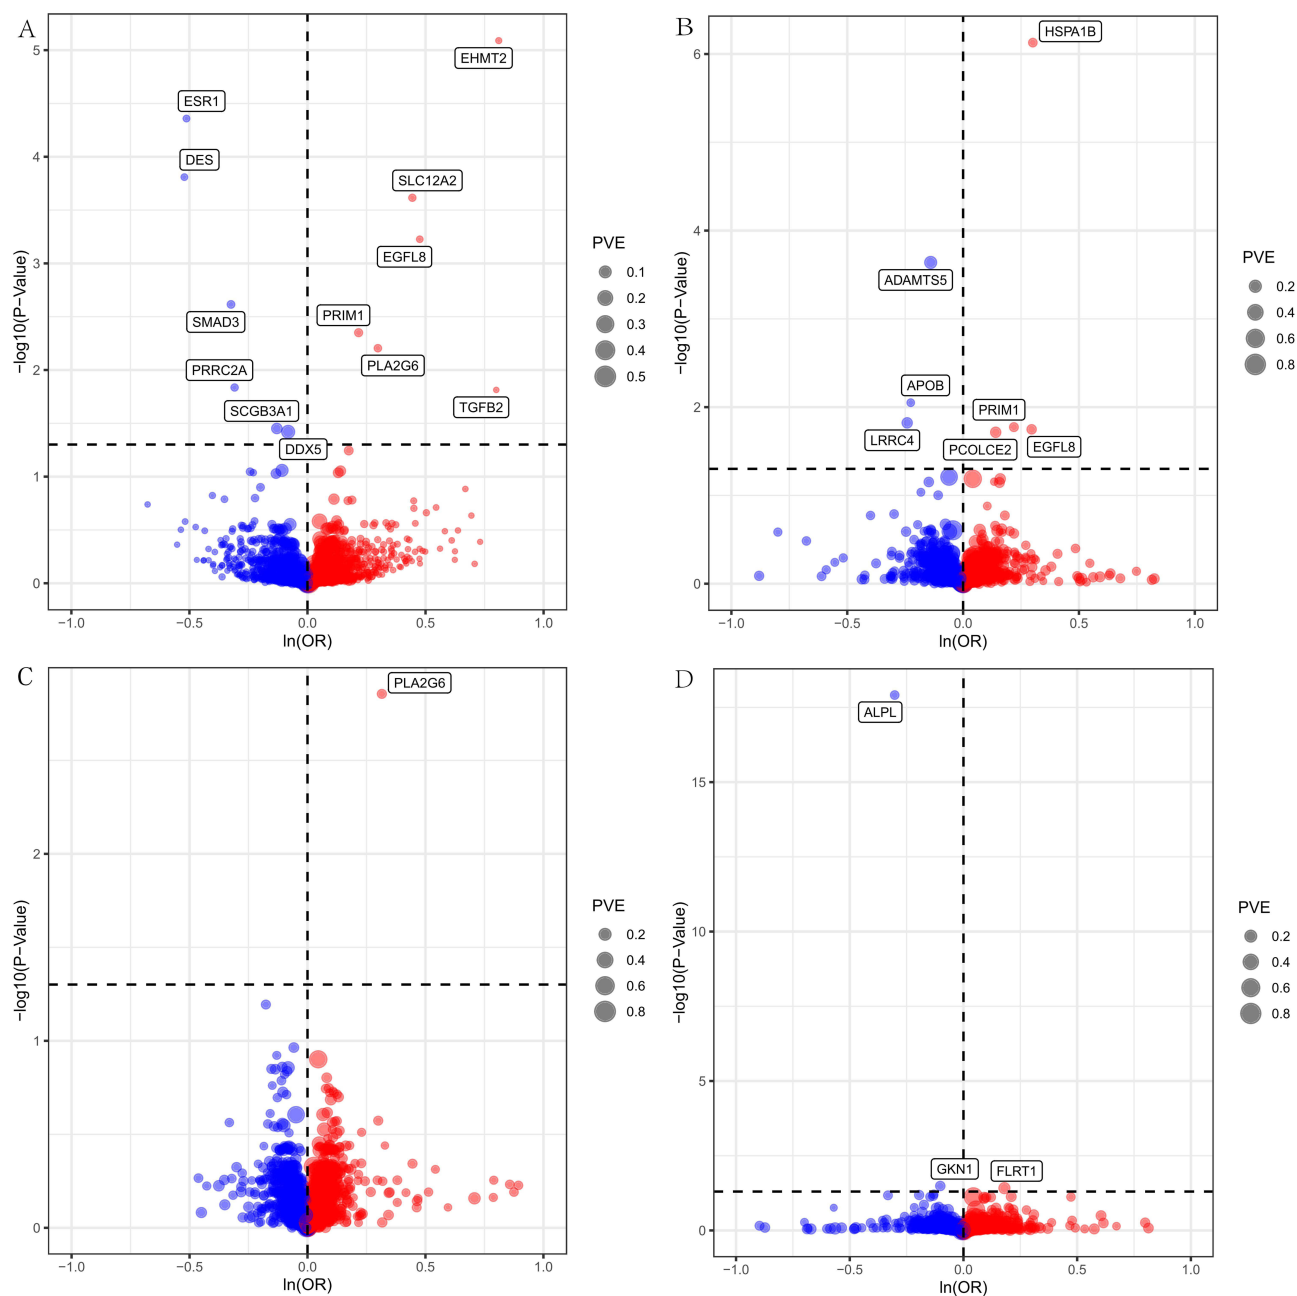 A
EHMT2
ESR1
DES
SLC12A2
EGFL8
SMAD3
PRIM1
PLA2G6
PRRC2A
TGFB2
SCGB3A1
DDX5
5
4
3
2
1
0
−log10(P−Value)
−1.0 −0.5 0.0 0.5 1.0
ln(OR)
PVE
0.1
0.2
0.3
0.4
0.5
B
HSPA1B
ADAMTS5
APOB
PRIM1
LRRC4
PCOLCE2
EGFL8
6
4
2
0
−log10(P−Value)
−1.0 −0.5 0.0 0.5 1.0
ln(OR)
PVE
0.2
0.4
0.6
0.8
C
PLA2G6
2
1
0
−log10(P−Value)
−1.0 −0.5 0.0 0.5 1.0
ln(OR)
PVE
0.2
0.4
0.6
0.8
D
ALPL
GKN1
FLRT1
15
10
5
0
−log10(P−Value)
−1.0 −0.5 0.0 0.5 1.0
ln(OR)
PVE
0.2
0.4
0.6
0.8